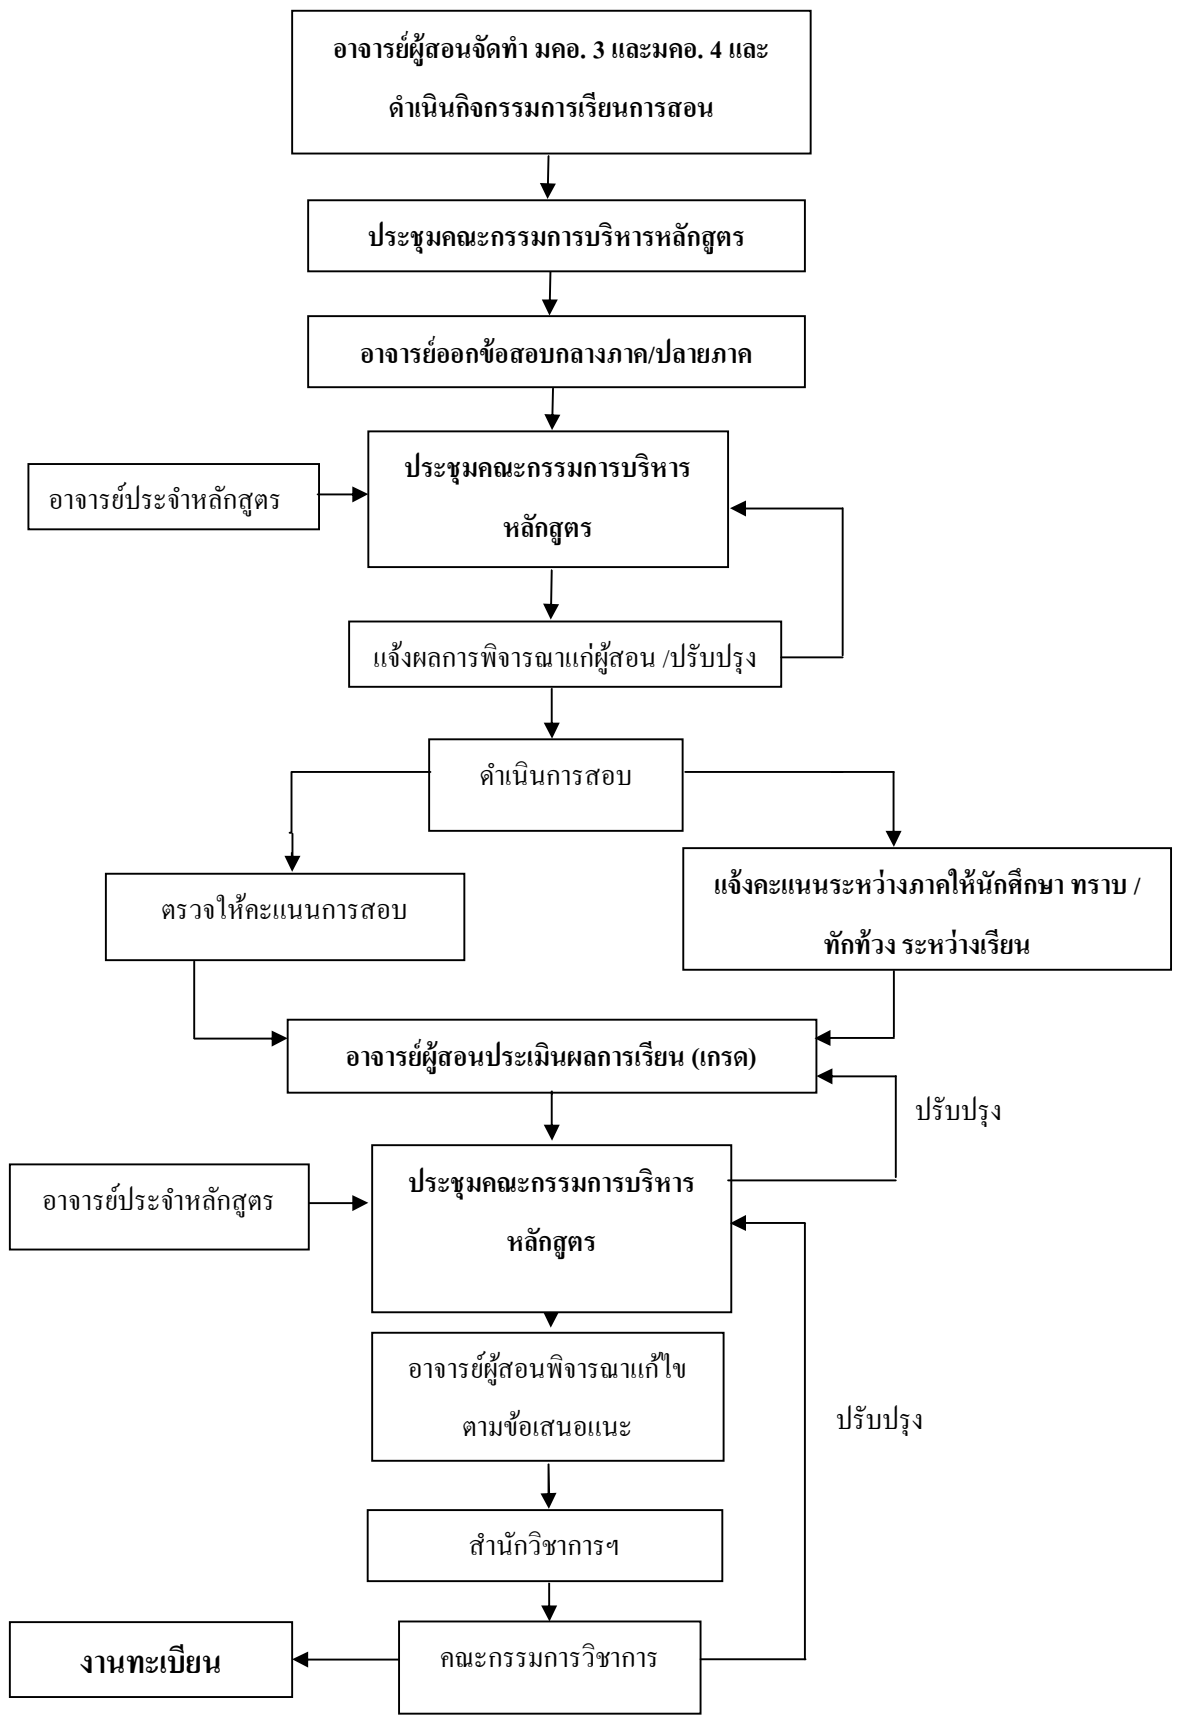 อาจารย์ผู้สอนจัดทำ มคอ. 3 และมคอ. 4 และ
ดำเนินกิจกรรมการเรียนการสอน
ประชุมคณะกรรมการบริหารหลักสูตร
อาจารย์ออกข้อสอบกลางภาค/ปลายภาค
ประชุมคณะกรรมการบริหาร
หลักสูตร
อาจารย์ประจำหลักสูตร
แจ้งผลการพิจารณาแก่ผู้สอน /ปรับปรุง
ดำเนินการสอบ
ตรวจให้คะแนนการสอบ
แจ้งคะแนนระหว่างภาคให้นักศึกษา ทราบ /
ทักท้วง ระหว่างเรียน
อาจารย์ผู้สอนประเมินผลการเรียน (เกรด)
ปรับปรุง
ประชุมคณะกรรมการบริหาร
หลักสูตร
อาจารย์ประจำหลักสูตร
อาจารย์ผู้สอนพิจารณาแก้ไข
ตามข้อเสนอแนะ
ปรับปรุง
สำนักวิชาการฯ
คณะกรรมการวิชาการ
งานทะเบียน